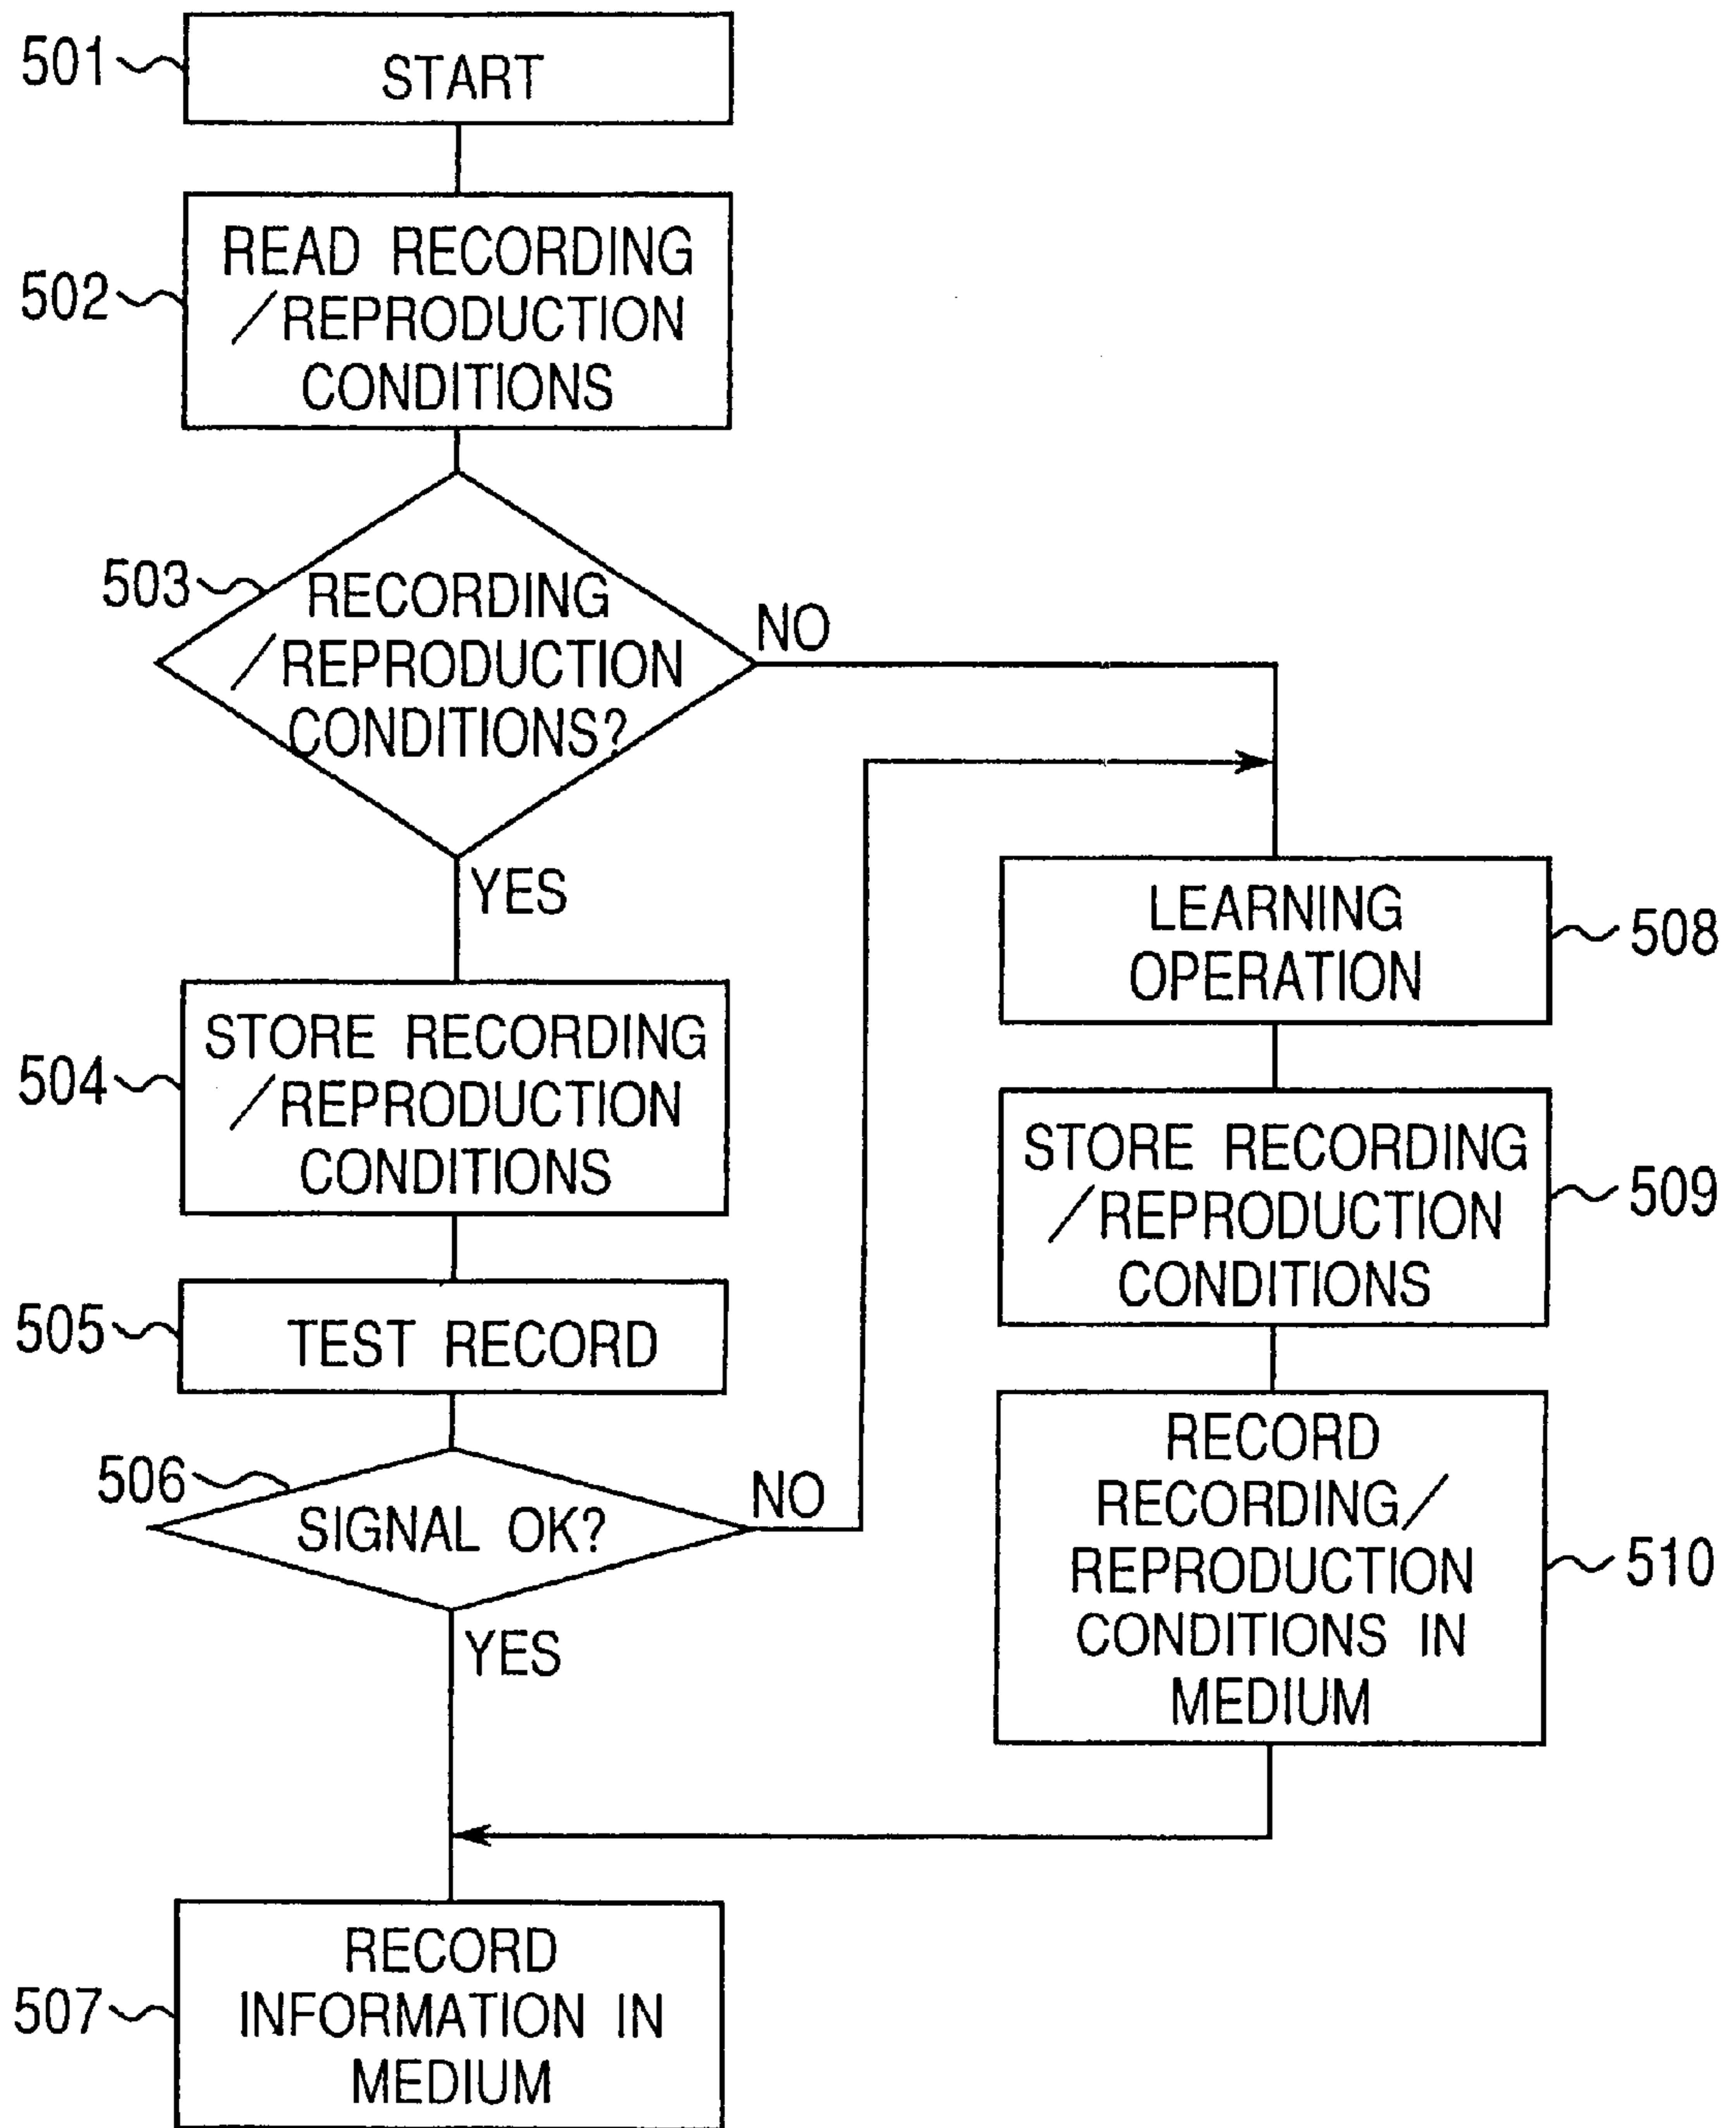 501
START
502
READ RECORDING
/REPRODUCTION
CONDITIONS
503
RECORDING
/REPRODUCTION
CONDITIONS?
NO
YES
504
STORE RECORDING
/REPRODUCTION
CONDITIONS
505
TEST RECORD
506
SIGNAL OK?
NO
YES
507
RECORD
INFORMATION IN
MEDIUM
LEARNING
OPERATION
508
STORE RECORDING
/REPRODUCTION
CONDITIONS
509
RECORD
RECORDING/
REPRODUCTION
CONDITIONS IN
MEDIUM
510